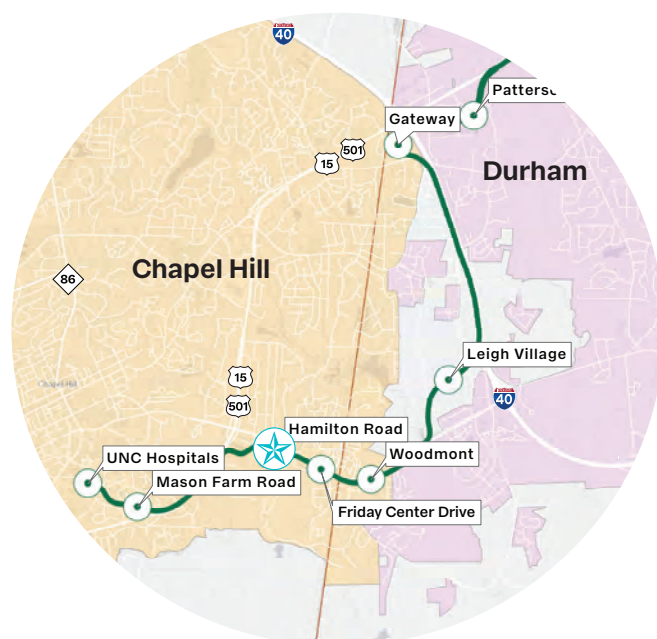 40
Patters
Gateway
501
15
Durham
Chapel Hill
86
Leigh Village
15
40
Chapel Hill
501
Hamilton Road
UNC Hospitals
Woodmont
Mason Farm Road
Friday Center Drive